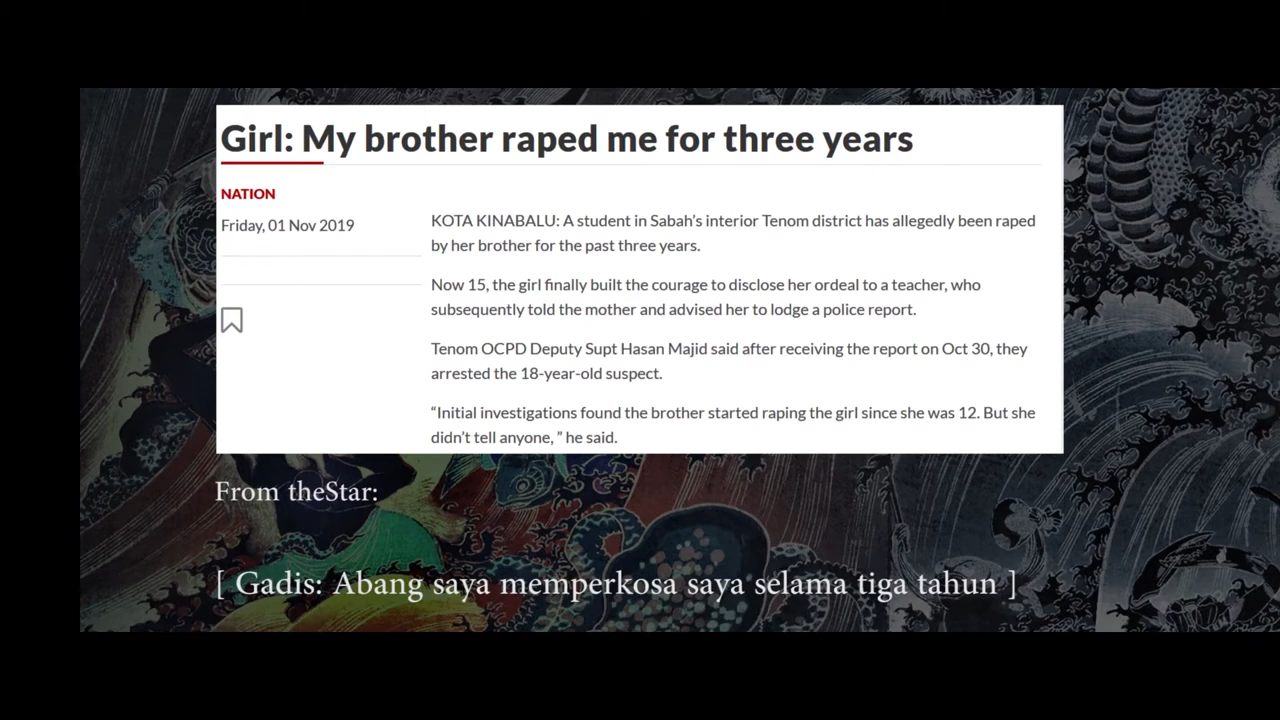 Girl: My brother raped me for three years
NATION
Friday, 01 Nov 2019
KOTA KINABALU: A student in Sabah’s interior Tenom district has allegedly been raped
by her brother for the past three years.
Now 15, the girl finally built the courage to disclose her ordeal to a teacher, who
subsequently told the mother and advised her to lodge a police report.
Tenom OCPD Deputy Supt Hasan Majid said after receiving the report on Oct 30, they
arrested the 18-year-old suspect.
“Initial investigations found the brother started raping the girl since she was 12. But she
didn’t tell anyone, ” he said.
From theStar:
[ Gadis: Abang saya memperkosa saya selama tiga tahun ]